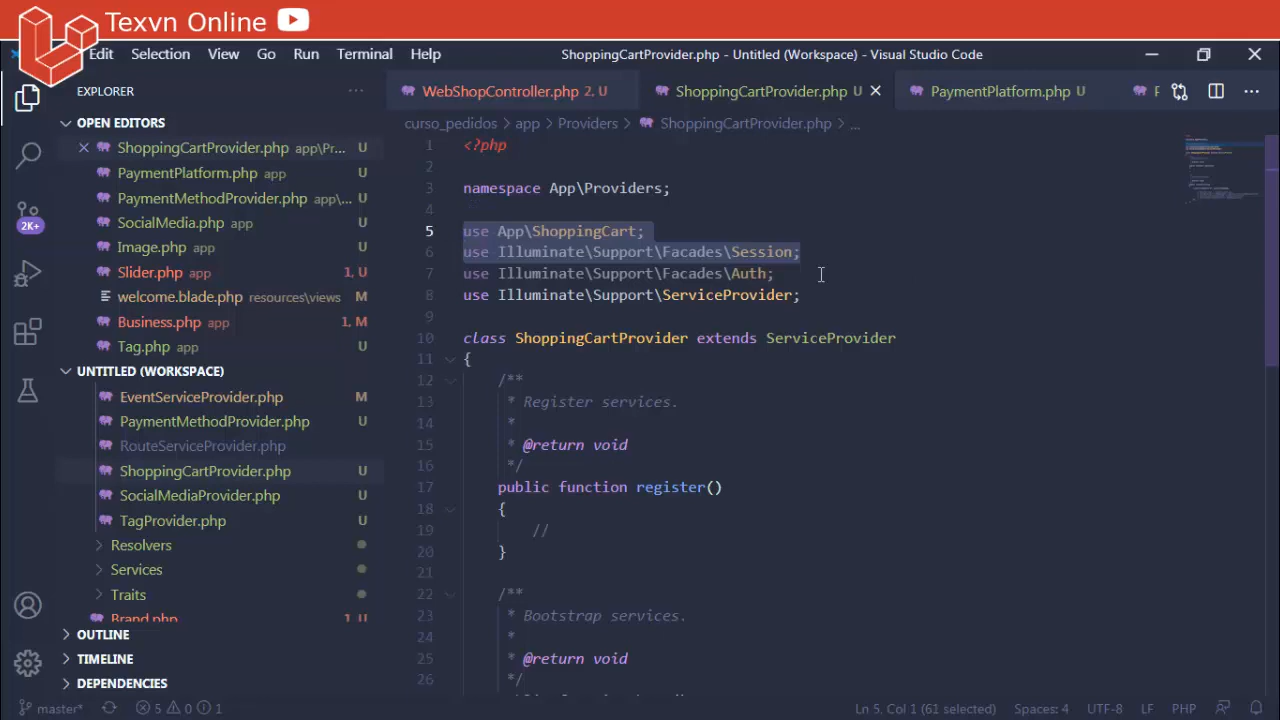 Texvn Online
Edit Selection View Go Run Terminal Help
ShoppingCartProvider.php - Untitled (Workspace) - Visual Studio Code
EXPLORER
WebShopController.php 2, U
ShoppingCartProvider.php U
PaymentPlatform.php U
OPEN EDITORS
ShoppingCartProvider.php app\Pr... U
PaymentPlatform.php app U
PaymentMethodProvider.php app\... U
SocialMedia.php app U
Image.php app U
Slider.php app 1, U
welcome.blade.php resources\views M
Business.php app 1, M
Tag.php app U
UNTITLED (WORKSPACE)
EventServiceProvider.php M
PaymentMethodProvider.php U
RouteServiceProvider.php
ShoppingCartProvider.php U
SocialMediaProvider.php U
TagProvider.php U
Resolvers
Services
Traits
Brand.php 1, U
OUTLINE
TIMELINE
DEPENDENCIES
2K+
curso_pedidos app Providers ShoppingCartProvider.php ...
1 <?php
2
3 namespace App\Providers;
4
5 use App\ShoppingCart;
6 use Illuminate\Support\Facades\Session;
7 use Illuminate\Support\Facades\Auth;
8 use Illuminate\Support\ServiceProvider;
9
10 class ShoppingCartProvider extends ServiceProvider
11 {
12 /**
13 * Register services.
14 *
15 * @return void
16 */
17 public function register()
18 {
19 //
20 }
21
22 /**
23 * Bootstrap services.
24 *
25 * @return void
26 */
master* 5 0 1
Ln 5, Col 1 (61 selected) Spaces: 4 UTF-8 LF PHP